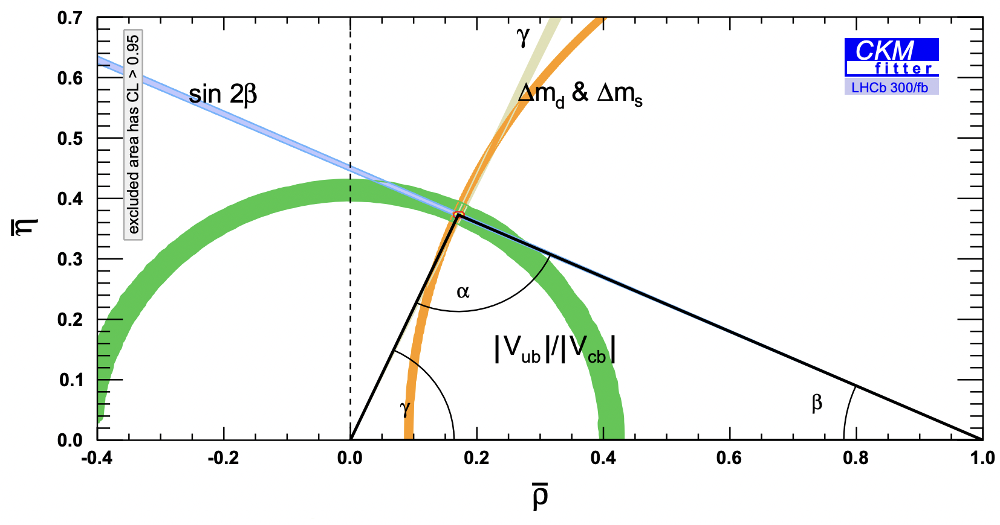 0.7
0.6
0.5
0.4
0.3
0.2
0.1
0.0
η̅
excluded area has CL > 0.95
sin 2β
γ
Δm_d & Δm_s
CKM
fitter
LHCb 300/fb
α
|V_ub|/|V_cb|
γ
β
-0.4 -0.2 0.0 0.2 0.4 0.6 0.8 1.0
ρ̅